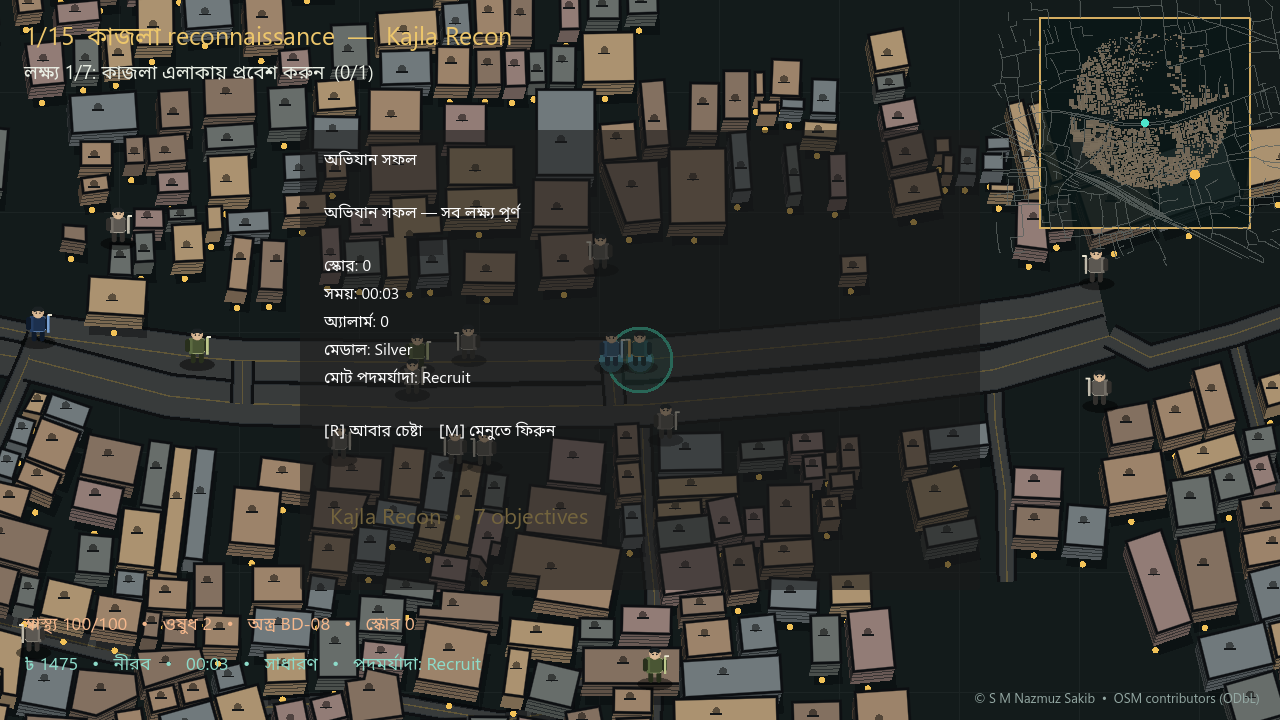 1/15 কাজলা reconnaissance — Kajla Recon
লক্ষ্য 1/7: কাজলা এলাকায় প্রবেশ করুন (0/1)
অভিযান সফল
অভিযান সফল — সব লক্ষ্য পূর্ণ
স্কোর: 0
সময়: 00:03
অ্যালার্ম: 0
মেডাল: Silver
মোট পদমর্যাদা: Recruit
[R] আবার চেষ্টা [M] মেনুতে ফিরুন
Kajla Recon • 7 objectives
স্বাস্থ্য 100/100 • ওষুধ 2 • অস্ত্র BD-08 • স্কোর 0
৳ 1475 • নীরব • 00:03 • সাধারণ • পদমর্যাদা: Recruit
© S M Nazmuz Sakib • OSM contributors (ODbL)